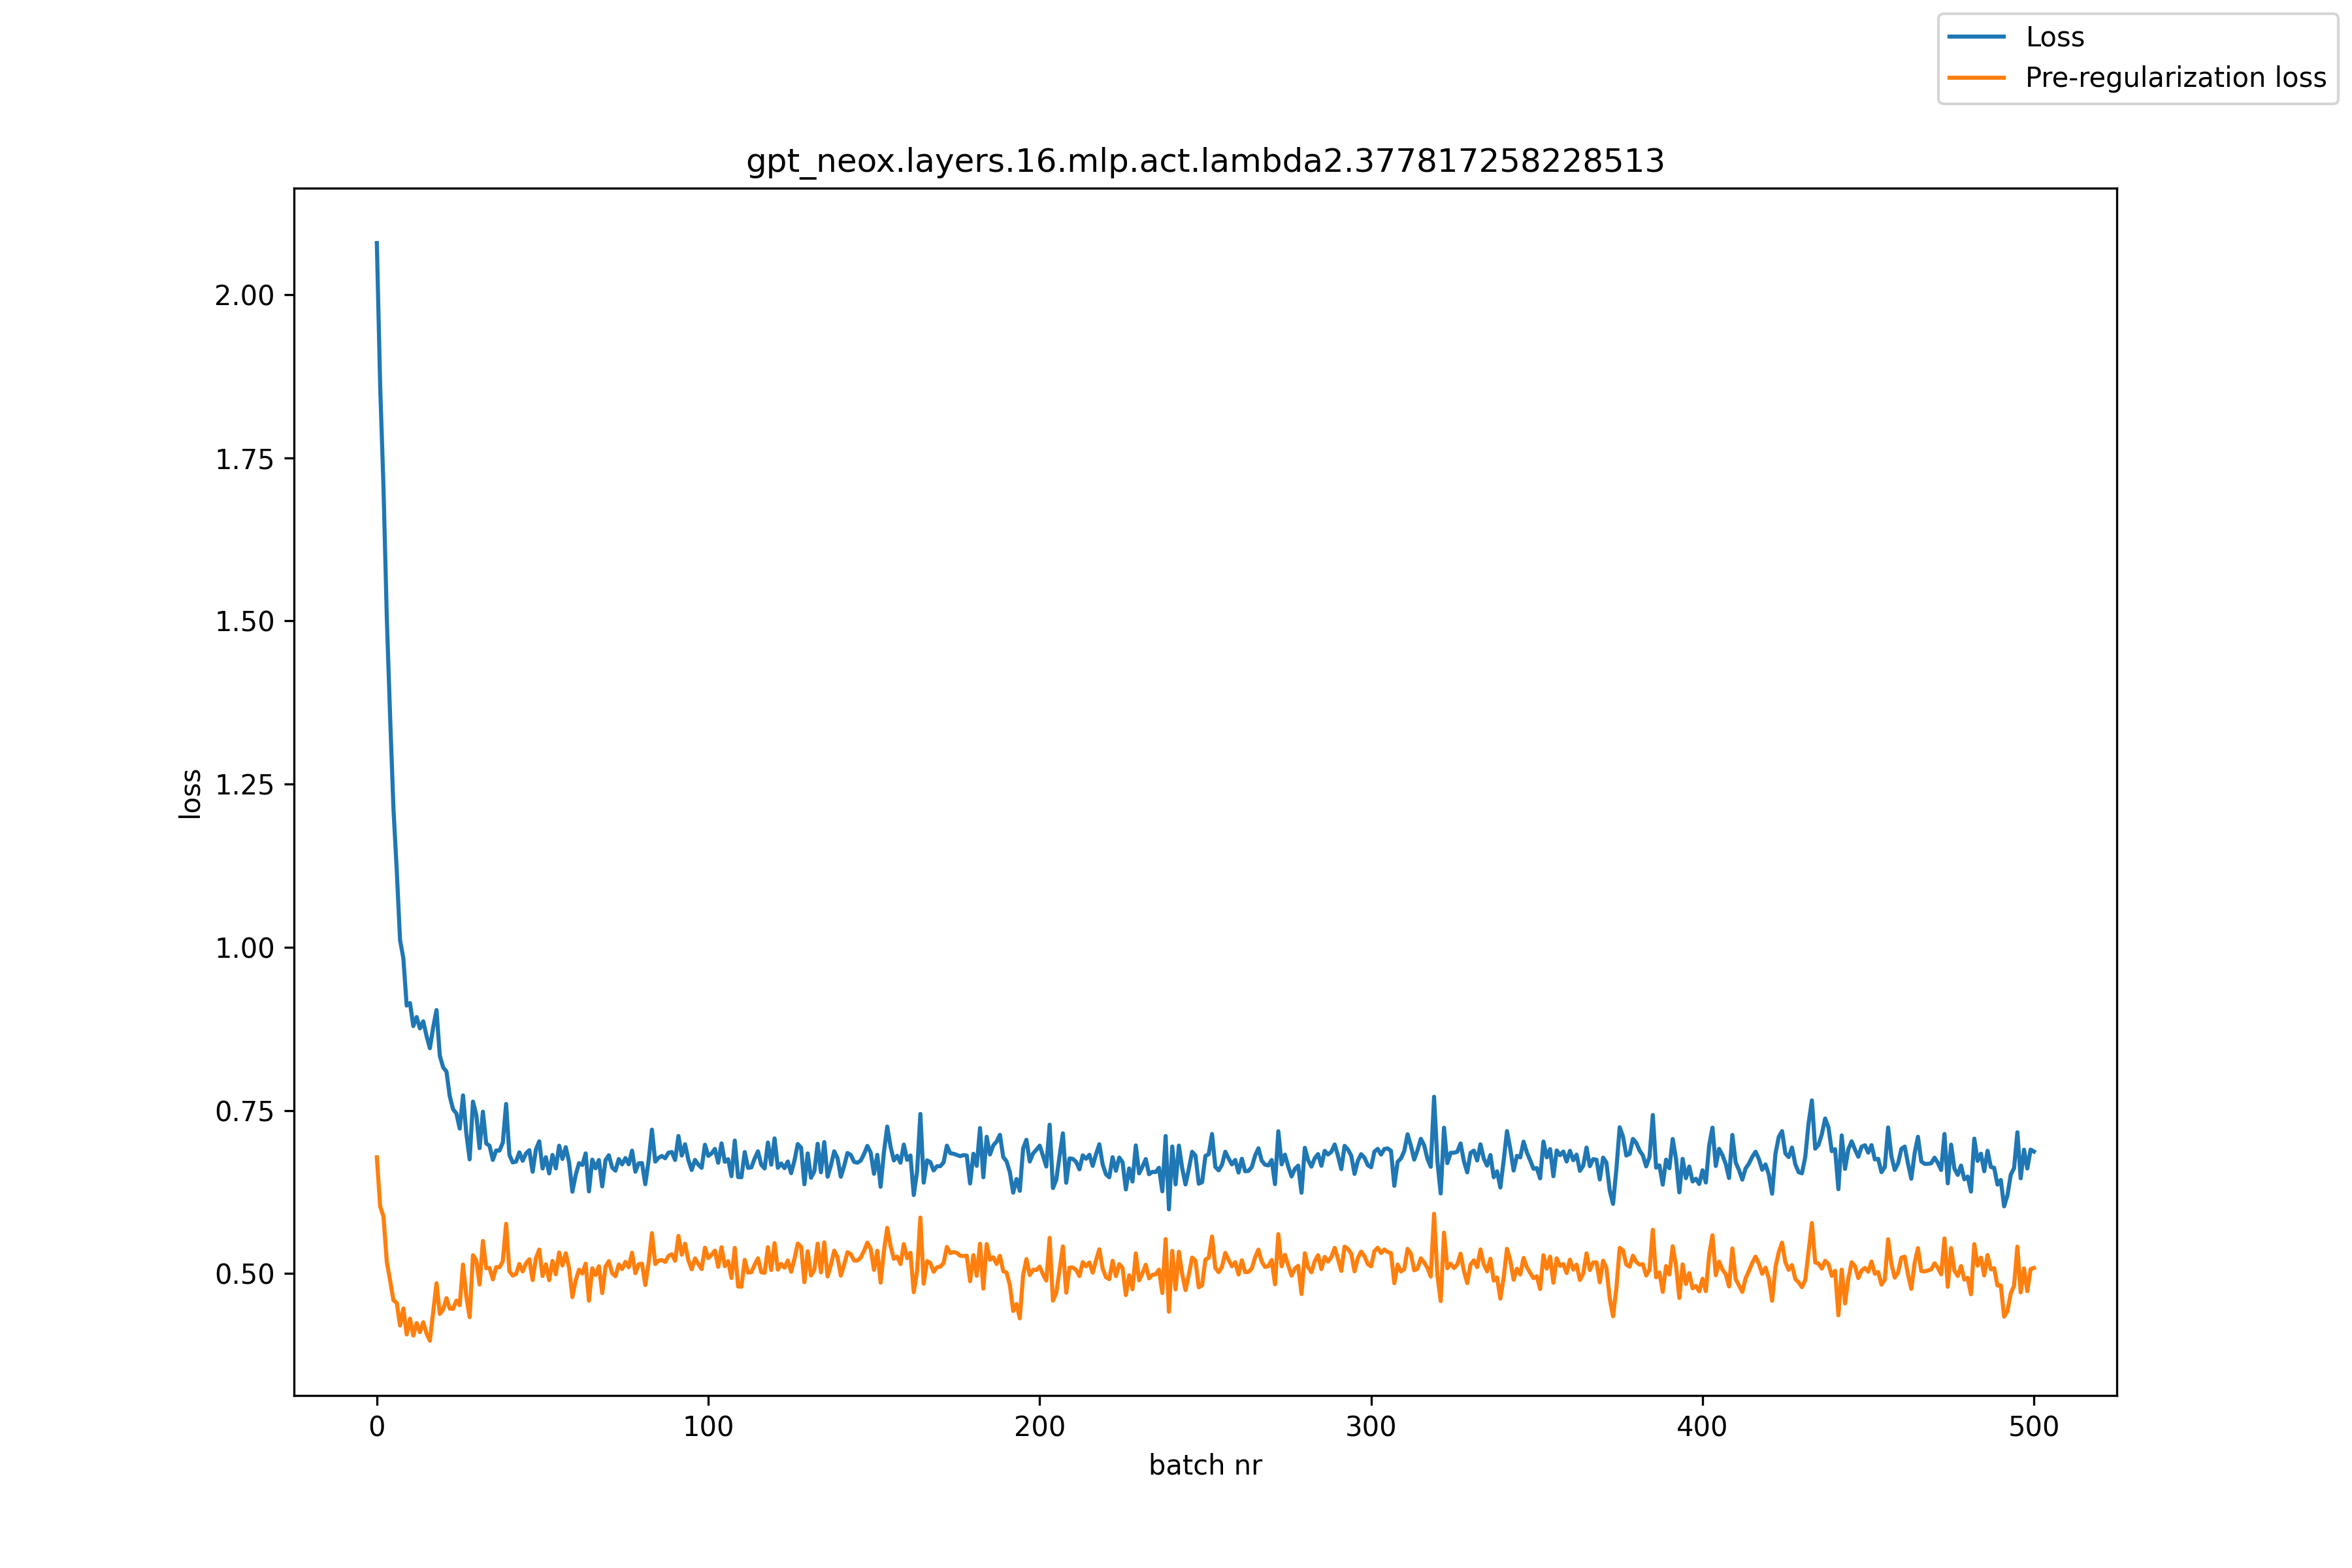 Loss
Pre-regularization loss
gpt_neox.layers.16.mlp.act.lambda2.377817258228513
2.00
1.75
1.50
1.25
1.00
0.75
0.50
loss
0 100 200 300 400 500
batch nr